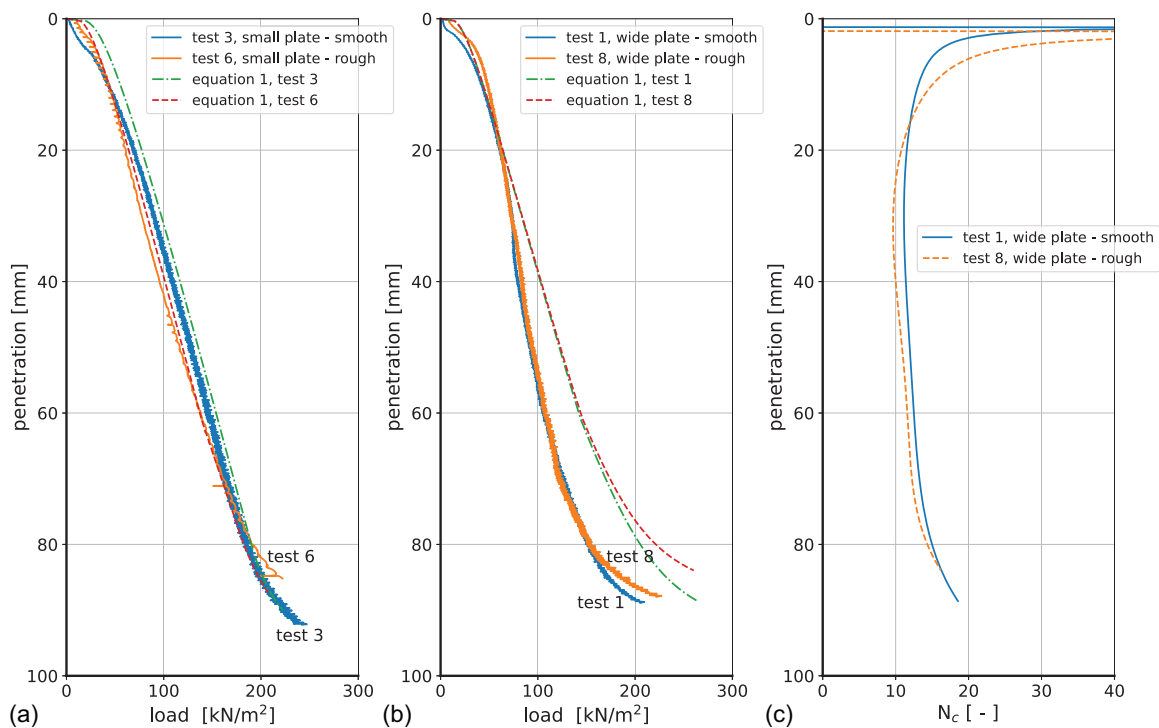 test 3, small plate - smooth
test 6, small plate - rough
equation 1, test 3
equation 1, test 6
0
20
40
60
80
100
penetration [mm]
test 6
test 3
0
100
200
300
(a)
load [kN/m²]
test 1, wide plate - smooth
test 8, wide plate - rough
equation 1, test 1
equation 1, test 8
0
20
40
60
80
100
penetration [mm]
test 8
test 1
0
100
200
300
(b)
load [kN/m²]
0
20
40
60
80
100
penetration [mm]
test 1, wide plate - smooth
test 8, wide plate - rough
0
10
20
30
40
(c)
N_c [ - ]